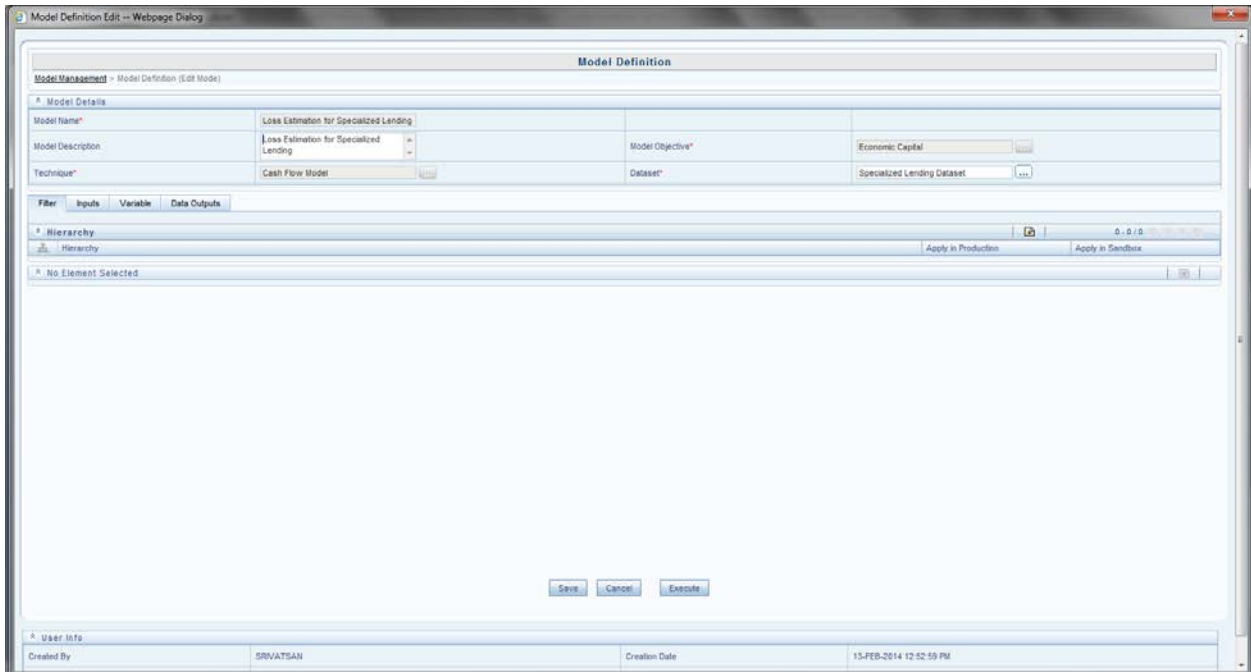 Model Definition Edit -- Webpage Dialog
Model Definition
Model Management > Model Definition (Edit Mode)
Model Details
Model Name* Loss Estimation for Specialized Lending
Model Description Loss Estimation for Specialized Lending Model Objective* Economic Capital ...
Technique* Cash Flow Model ... Dataset* Specialized Lending Dataset ...
Filter Inputs Variable Data Outputs
Hierarchy 0 - 0 / 0
Hierarchy Apply in Production Apply in Sandbox
No Element Selected
Save Cancel Execute
User Info
Created By SRIVATSAN Creation Date 13-FEB-2014 12:52:59 PM